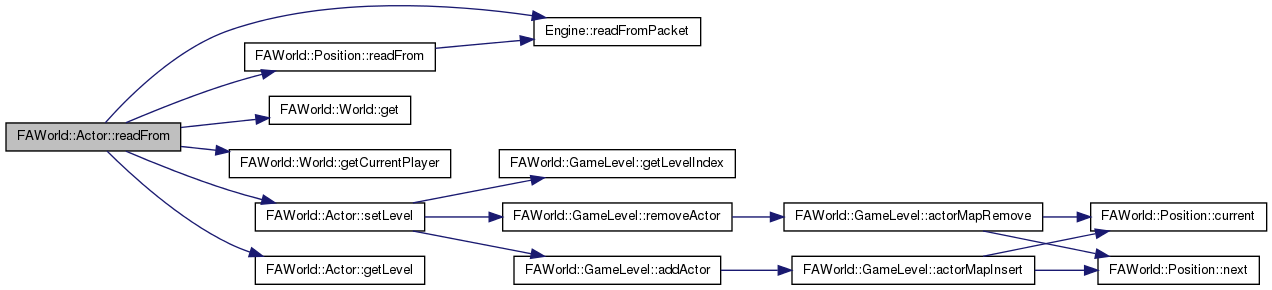 Engine::readFromPacket
FAWorld::Position::readFrom
FAWorld::World::get
FAWorld::Actor::readFrom
FAWorld::World::getCurrentPlayer
FAWorld::GameLevel::getLevelIndex
FAWorld::Actor::setLevel
FAWorld::GameLevel::removeActor
FAWorld::GameLevel::actorMapRemove
FAWorld::Position::current
FAWorld::Actor::getLevel
FAWorld::GameLevel::addActor
FAWorld::GameLevel::actorMapInsert
FAWorld::Position::next